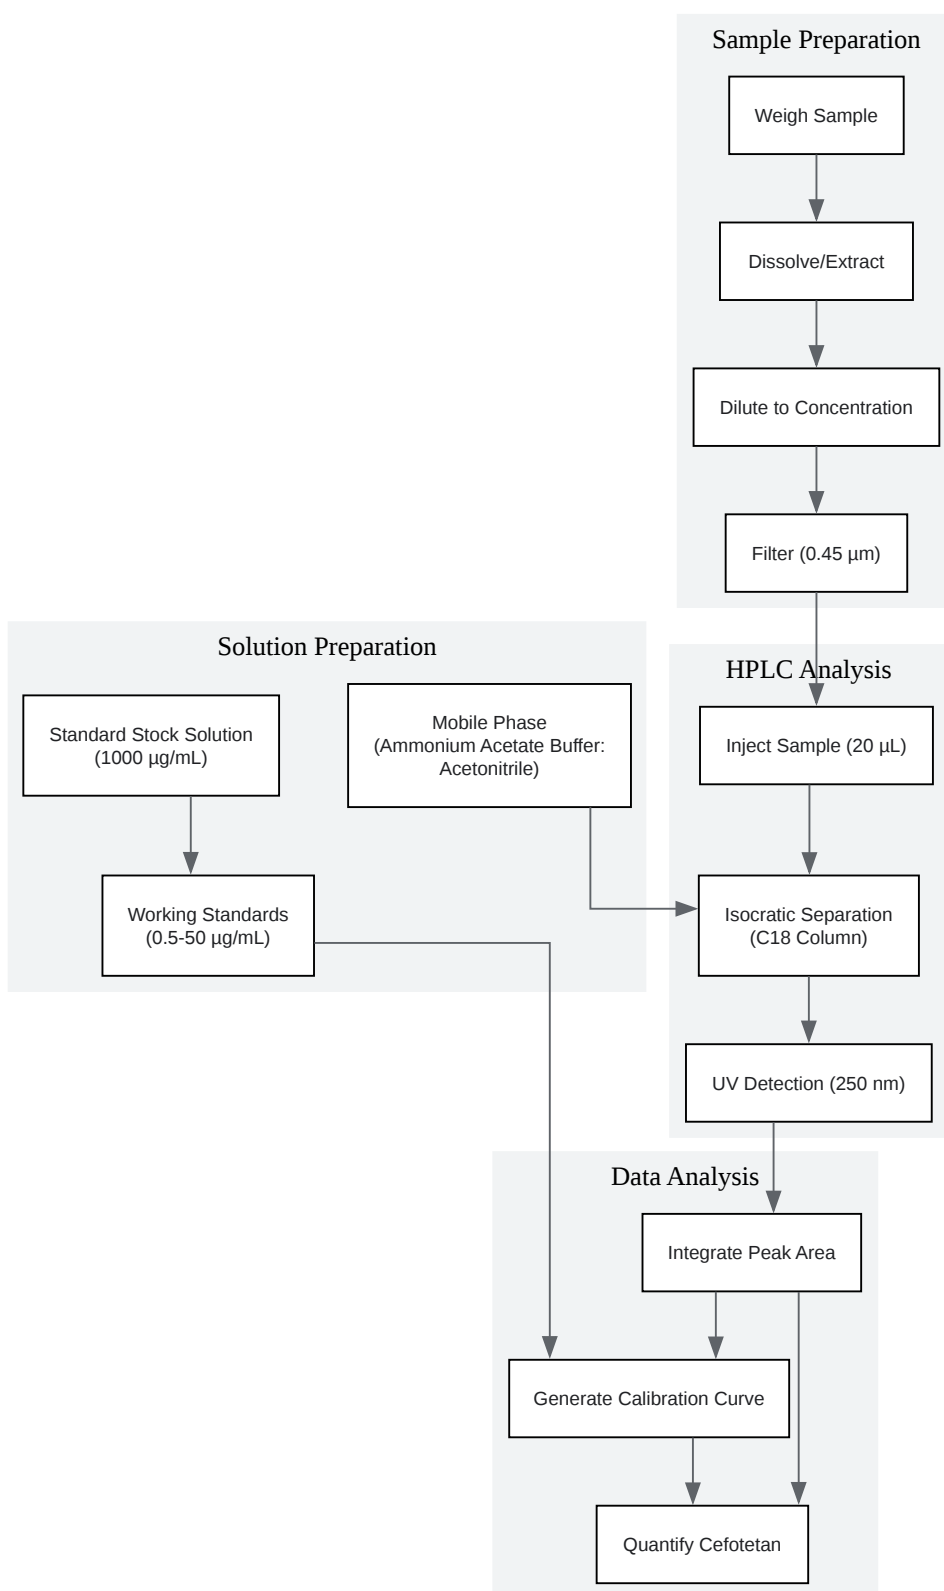 Sample Preparation
Weigh Sample
Dissolve/Extract
Dilute to Concentration
Filter (0.45 µm)
Solution Preparation
Standard Stock Solution
(1000 µg/mL)
Mobile Phase
(Ammonium Acetate Buffer:
Acetonitrile)
Working Standards
(0.5-50 µg/mL)
HPLC Analysis
Inject Sample (20 µL)
Isocratic Separation
(C18 Column)
UV Detection (250 nm)
Data Analysis
Integrate Peak Area
Generate Calibration Curve
Quantify Cefotetan